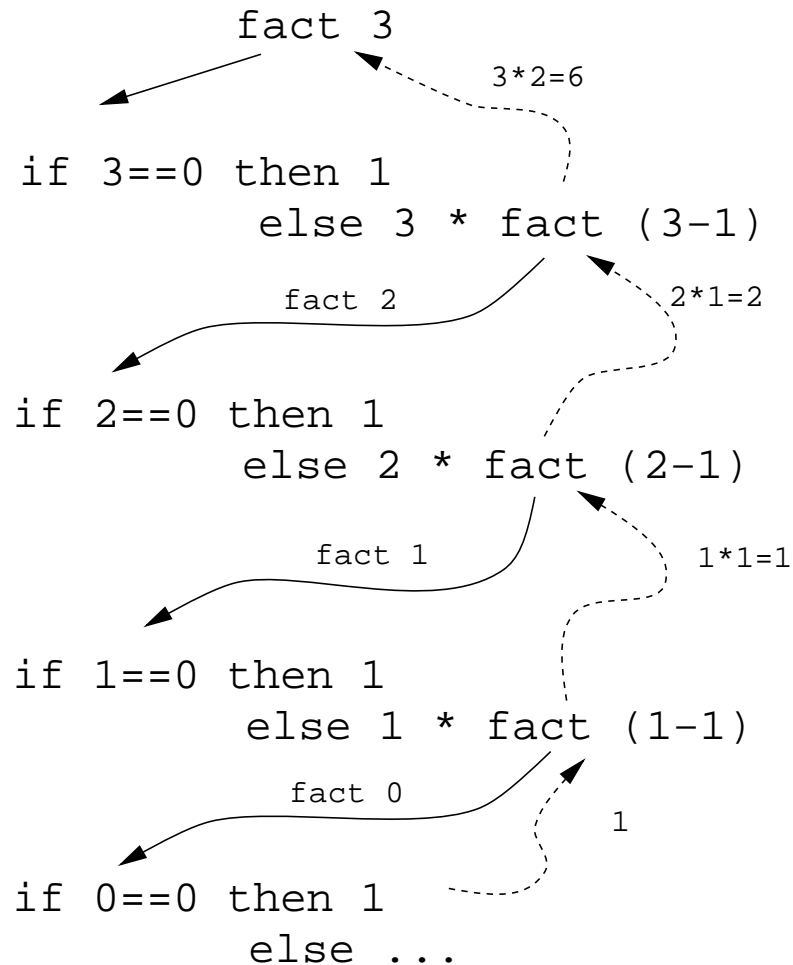 fact 3
3*2=6
if 3==0 then 1
else 3 * fact (3-1)
fact 2
2*1=2
if 2==0 then 1
else 2 * fact (2-1)
fact 1
1*1=1
if 1==0 then 1
else 1 * fact (1-1)
fact 0
1
if 0==0 then 1
else ...